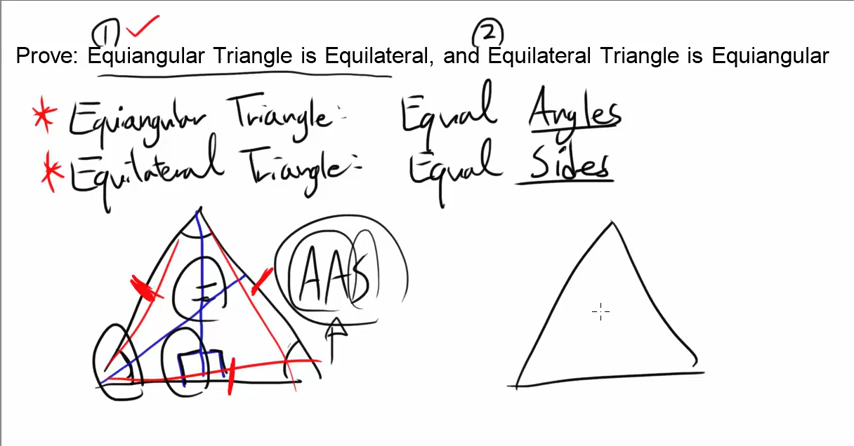 ① ②
Prove: Equiangular Triangle is Equilateral, and Equilateral Triangle is Equiangular
* Equiangular Triangle: Equal Angles
* Equilateral Triangle: Equal Sides
AAS
=